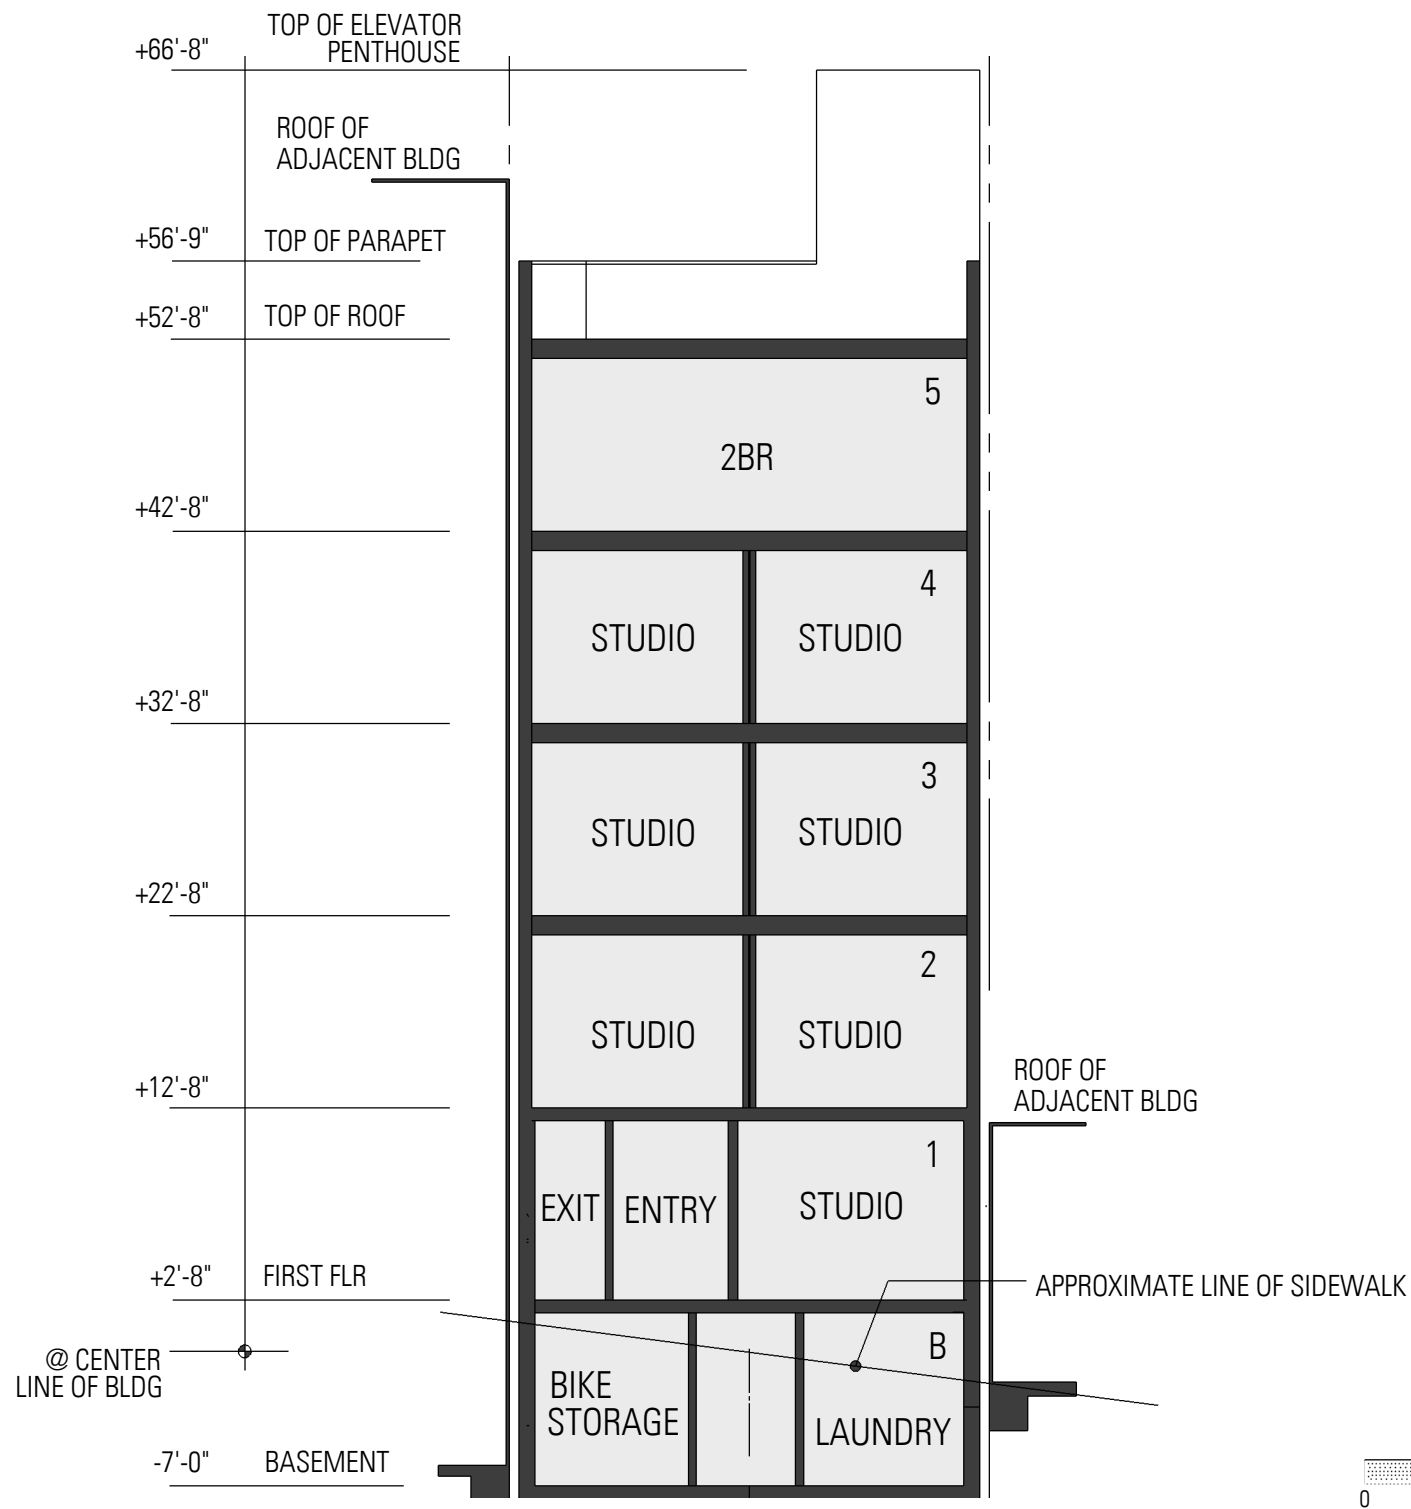 TOP OF ELEVATOR
PENTHOUSE
+66'-8"
ROOF OF
ADJACENT BLDG
+56'-9" TOP OF PARAPET
+52'-8" TOP OF ROOF
5
2BR
+42'-8"
4
STUDIO STUDIO
+32'-8"
3
STUDIO STUDIO
+22'-8"
2
STUDIO STUDIO
+12'-8"
ROOF OF
ADJACENT BLDG
1
EXIT ENTRY STUDIO
+2'-8" FIRST FLR
APPROXIMATE LINE OF SIDEWALK
@ CENTER
LINE OF BLDG
B
BIKE
STORAGE
LAUNDRY
-7'-0" BASEMENT
0